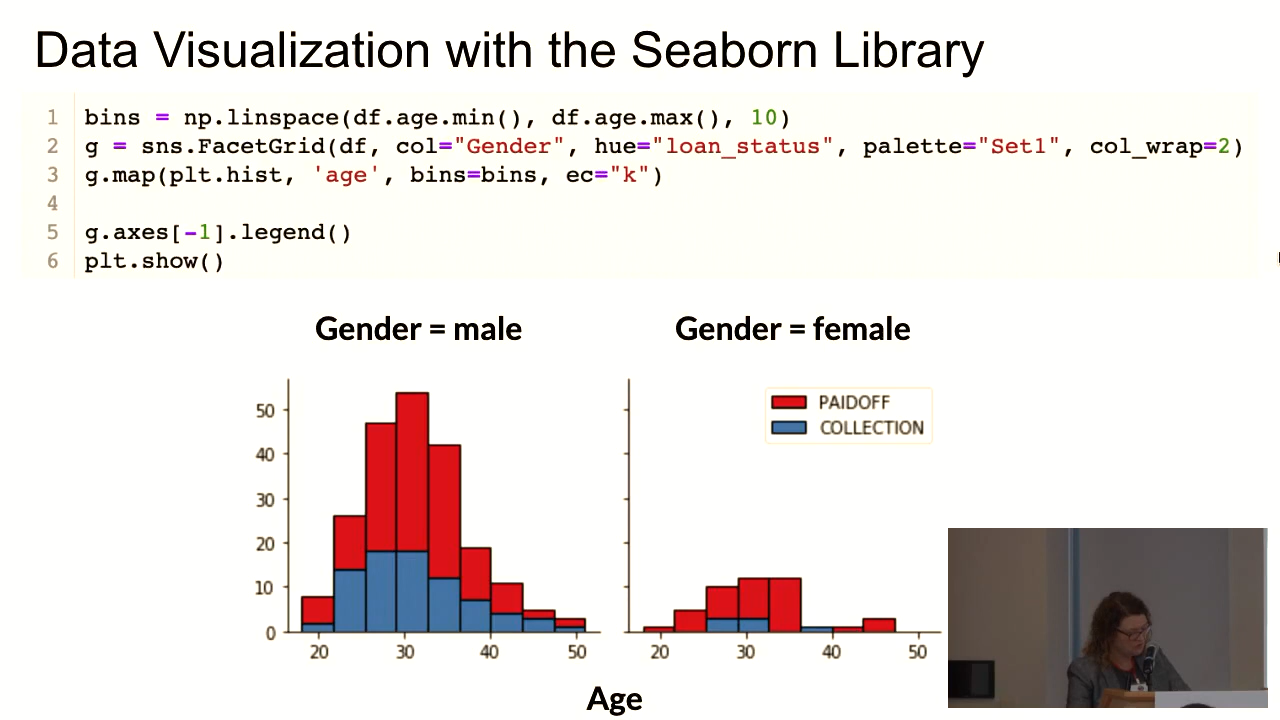 Data Visualization with the Seaborn Library
1 bins = np.linspace(df.age.min(), df.age.max(), 10)
2 g = sns.FacetGrid(df, col="Gender", hue="loan_status", palette="Set1", col_wrap=2)
3 g.map(plt.hist, 'age', bins=bins, ec="k")
4
5 g.axes[-1].legend()
6 plt.show()
Gender = male
Gender = female
PAIDOFF
COLLECTION
50
40
30
20
10
0
20 30 40 50
20 30 40 50
Age